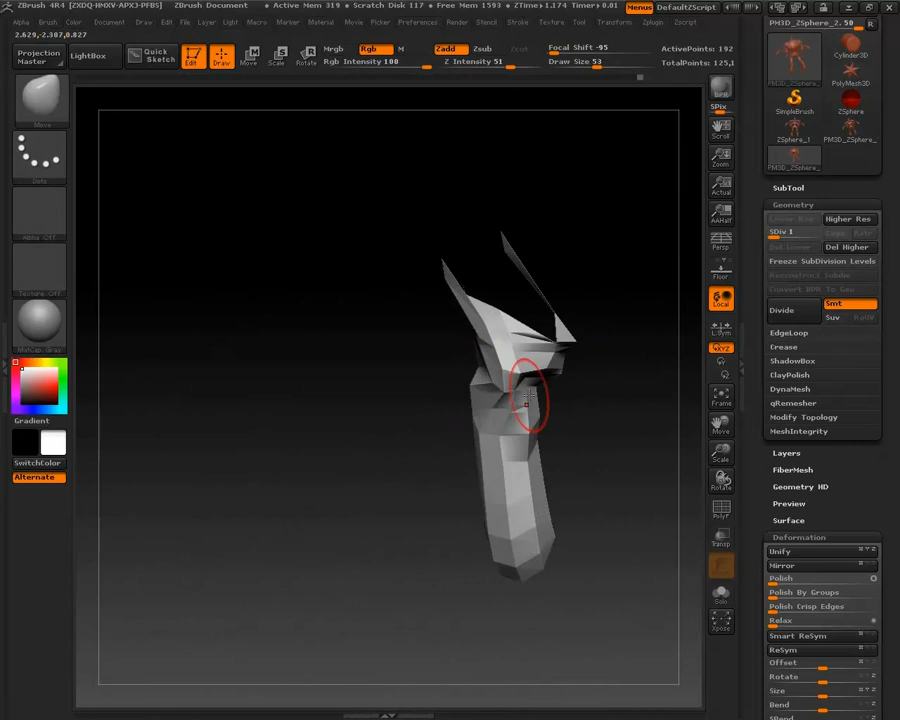 ZBrush 4R4 [ZXDQ-HMXV-APXJ-PFBS] ZBrush Document • Active Mem 319 • Scratch Disk 117 • Free Mem 1593 • ZTime▸1.174 Timer▸0.01 Menus DefaultZScript
Alpha Brush Color Document Draw Edit File Layer Light Macro Marker Material Movie Picker Preferences Render Stencil Stroke Texture Tool Transform Zplugin Zscript
2.629,-2.307,0.827
Projection Master
LightBox
Quick Sketch
Edit Draw Move Scale Rotate
Mrgb Rgb M
Rgb Intensity 100
Zadd Zsub Zcut
Z Intensity 51
Focal Shift -95
Draw Size 53
ActivePoints: 192
TotalPoints: 125,1
Move
Dots
Alpha Off
Texture Off
MatCap Gray
Gradient
SwitchColor
Alternate
BPR
SPix
Scroll
Zoom
Actual
AAHalf
Persp
Floor
Local
L.Sym
XYZ
Frame
Move
Scale
Rotate
PolyF
Transp
Solo
Xpose
PM3D_ZSphere_2. 50 R
PM3D_ZSphere_
Cylinder3D
PolyMesh3D
SimpleBrush
ZSphere
ZSphere_1
PM3D_ZSphere_
PM3D_ZSphere_
SubTool
Geometry
Lower Res Higher Res
SDiv 1
Del Lower Del Higher
Freeze SubDivision Levels
Reconstruct Subdiv
Convert BPR To Geo
Divide
Smt
Suv
EdgeLoop
Crease
ShadowBox
ClayPolish
DynaMesh
qRemesher
Modify Topology
MeshIntegrity
Layers
FiberMesh
Geometry HD
Preview
Surface
Deformation
Unify
Mirror
Polish
Polish By Groups
Polish Crisp Edges
Relax
Smart ReSym
ReSym
Offset
Rotate
Size
Bend